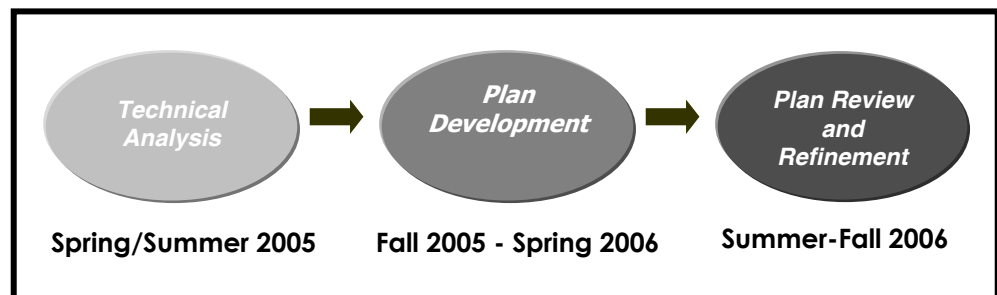 Technical
Analysis
Plan
Development
Plan Review
and
Refinement
Spring/Summer 2005
Fall 2005 - Spring 2006
Summer-Fall 2006